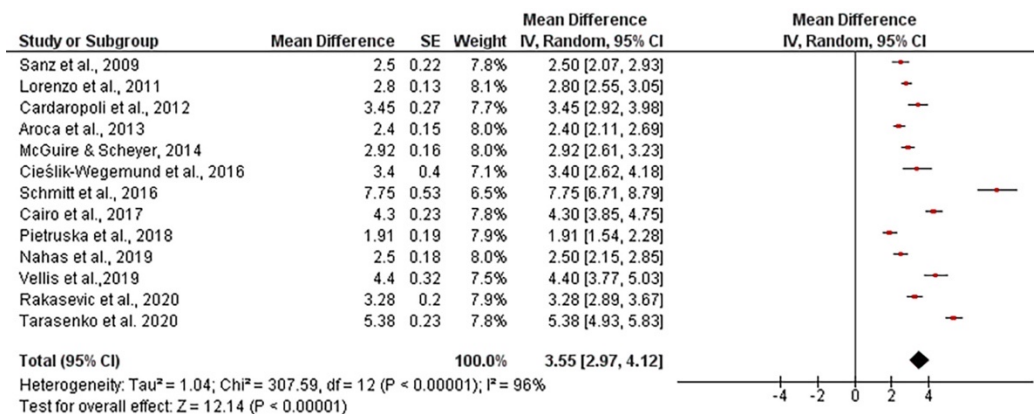 Mean Difference Mean Difference
Study or Subgroup Mean Difference SE Weight IV, Random, 95% CI IV, Random, 95% CI
Sanz et al., 2009 2.5 0.22 7.8% 2.50 [2.07, 2.93]
Lorenzo et al., 2011 2.8 0.13 8.1% 2.80 [2.55, 3.05]
Cardaropoli et al., 2012 3.45 0.27 7.7% 3.45 [2.92, 3.98]
Aroca et al., 2013 2.4 0.15 8.0% 2.40 [2.11, 2.69]
McGuire & Scheyer, 2014 2.92 0.16 8.0% 2.92 [2.61, 3.23]
Cieślik-Wegemund et al., 2016 3.4 0.4 7.1% 3.40 [2.62, 4.18]
Schmitt et al., 2016 7.75 0.53 6.5% 7.75 [6.71, 8.79]
Cairo et al., 2017 4.3 0.23 7.8% 4.30 [3.85, 4.75]
Pietruska et al., 2018 1.91 0.19 7.9% 1.91 [1.54, 2.28]
Nahas et al., 2019 2.5 0.18 8.0% 2.50 [2.15, 2.85]
Vellis et al.,2019 4.4 0.32 7.5% 4.40 [3.77, 5.03]
Rakasevic et al., 2020 3.28 0.2 7.9% 3.28 [2.89, 3.67]
Tarasenko et al. 2020 5.38 0.23 7.8% 5.38 [4.93, 5.83]
Total (95% CI) 100.0% 3.55 [2.97, 4.12]
Heterogeneity: Tau² = 1.04; Chi² = 307.59, df = 12 (P < 0.00001); I² = 96%
Test for overall effect: Z = 12.14 (P < 0.00001)
-4 -2 0 2 4